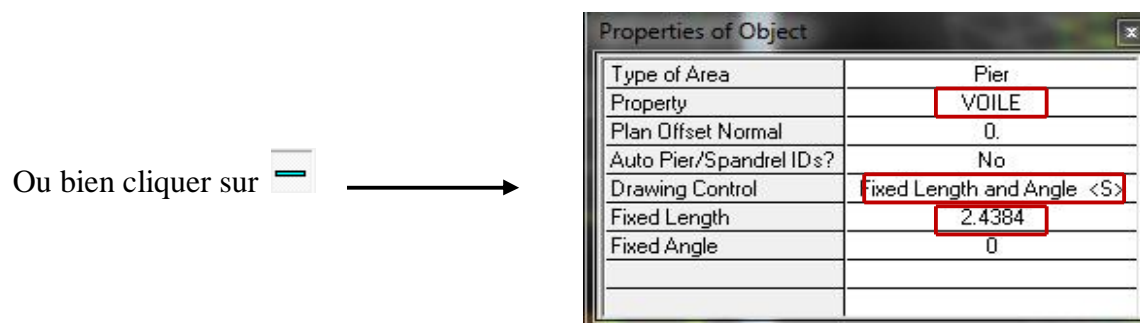 Properties of Object
Type of Area Pier
Property VOILE
Plan Offset Normal 0.
Auto Pier/Spandrel IDs? No
Ou bien cliquer sur
Drawing Control Fixed Length and Angle <S>
Fixed Length 2.4384
Fixed Angle 0